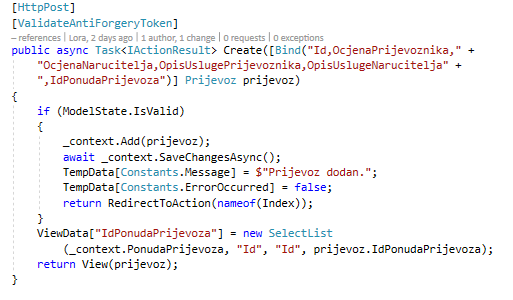 [HttpPost]
[ValidateAntiForgeryToken]
– references | Lora, 2 days ago | 1 author, 1 change | 0 requests | 0 exceptions
public async Task<IActionResult> Create([Bind("Id,OcjenaPrijevoznika," +
"OcjenaNarucitelja,OpisUslugePrijevoznika,OpisUslugeNarucitelja" +
",IdPonudaPrijevoza")] Prijevoz prijevoz)
{
if (ModelState.IsValid)
{
_context.Add(prijevoz);
await _context.SaveChangesAsync();
TempData[Constants.Message] = $"Prijevoz dodan.";
TempData[Constants.ErrorOccurred] = false;
return RedirectToAction(nameof(Index));
}
ViewData["IdPonudaPrijevoza"] = new SelectList
(_context.PonudaPrijevoza, "Id", "Id", prijevoz.IdPonudaPrijevoza);
return View(prijevoz);
}